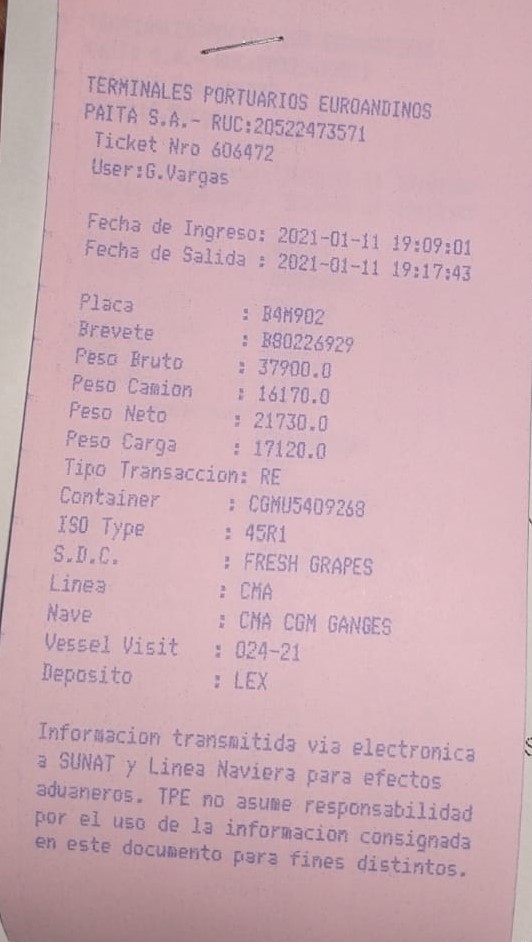 TERMINALES PORTUARIOS EUROANDINOS
PAITA S.A.- RUC:20522473571
Ticket Nro 606472
User:G.Vargas
Fecha de Ingreso: 2021-01-11 19:09:01
Fecha de Salida : 2021-01-11 19:17:43
Placa : B4M902
Brevete : B80226929
Peso Bruto : 37900.0
Peso Camion : 16170.0
Peso Neto : 21730.0
Peso Carga : 17120.0
Tipo Transaccion: RE
Container : CGMU5409268
ISO Type : 45R1
S.D.C. : FRESH GRAPES
Linea : CMA
Nave : CMA CGM GANGES
Vessel Visit : 024-21
Deposito : LEX
Informacion transmitida via electronica
a SUNAT y Linea Naviera para efectos
aduaneros. TPE no asume responsabilidad
por el uso de la informacion consignada
en este documento para fines distintos.